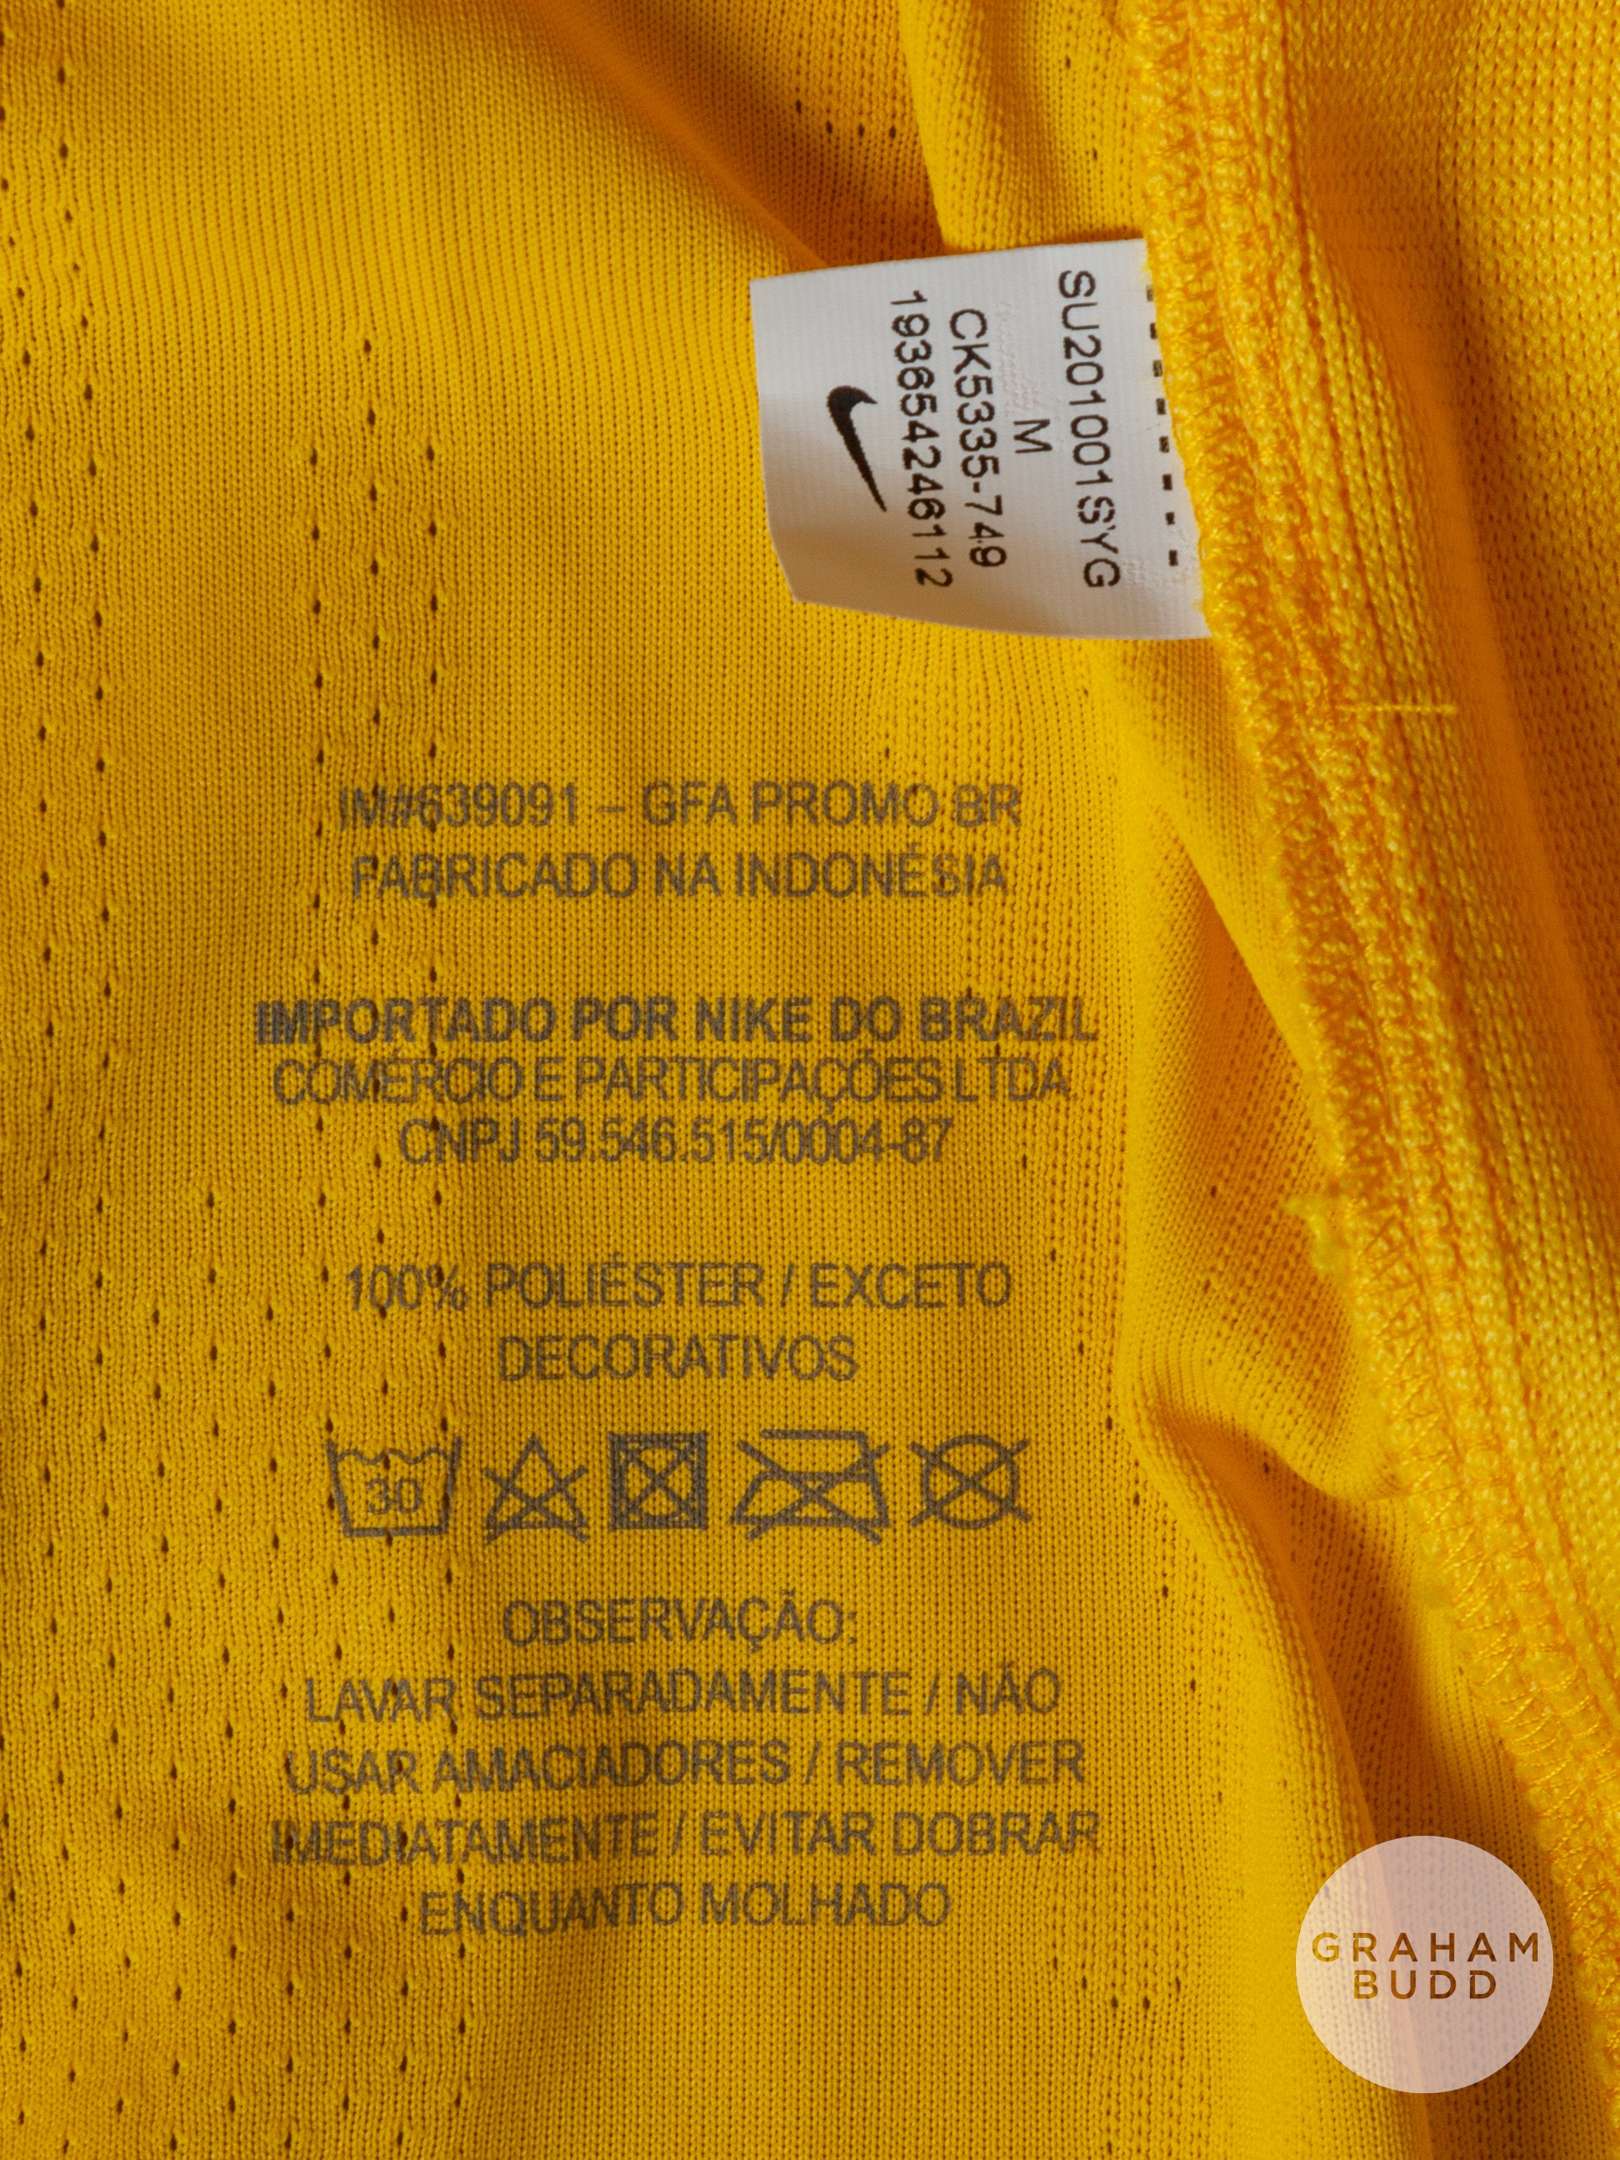 SU201001SYG
M
CK5335-749
193654246112
IM#639091 – GFA PROMO BR
FABRICADO NA INDONÉSIA
IMPORTADO POR NIKE DO BRAZIL
COMÉRCIO E PARTICIPAÇÕES LTDA.
CNPJ 59.546.515/0004-87
100% POLIÉSTER / EXCETO
DECORATIVOS
30
OBSERVAÇÃO:
LAVAR SEPARADAMENTE / NÃO
USAR AMACIADORES / REMOVER
IMEDIATAMENTE / EVITAR DOBRAR
ENQUANTO MOLHADO
GRAHAM
BUDD